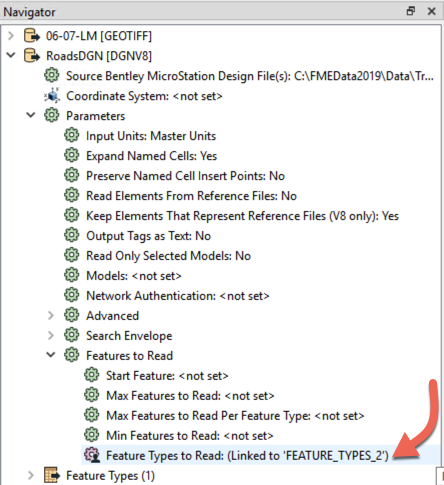 Navigator
06-07-LM [GEOTIFF]
RoadsDGN [DGNV8]
Source Bentley MicroStation Design File(s): C:\FMEData2019\Data\Tr...
Coordinate System: <not set>
Parameters
Input Units: Master Units
Expand Named Cells: Yes
Preserve Named Cell Insert Points: No
Read Elements From Reference Files: No
Keep Elements That Represent Reference Files (V8 only): Yes
Output Tags as Text: No
Read Only Selected Models: No
Models: <not set>
Network Authentication: <not set>
Advanced
Search Envelope
Features to Read
Start Feature: <not set>
Max Features to Read: <not set>
Max Features to Read Per Feature Type: <not set>
Min Features to Read: <not set>
Feature Types to Read: (Linked to 'FEATURE_TYPES_2')
Feature Types (1)